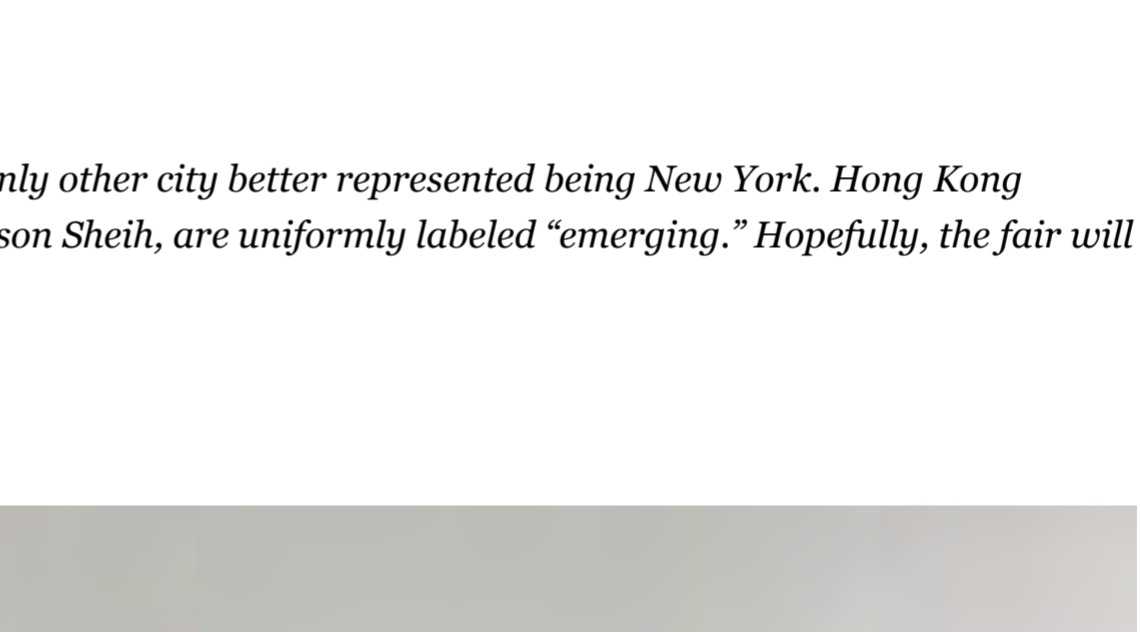 nly other city better represented being New York. Hong Kong
son Sheih, are uniformly labeled “emerging.” Hopefully, the fair will